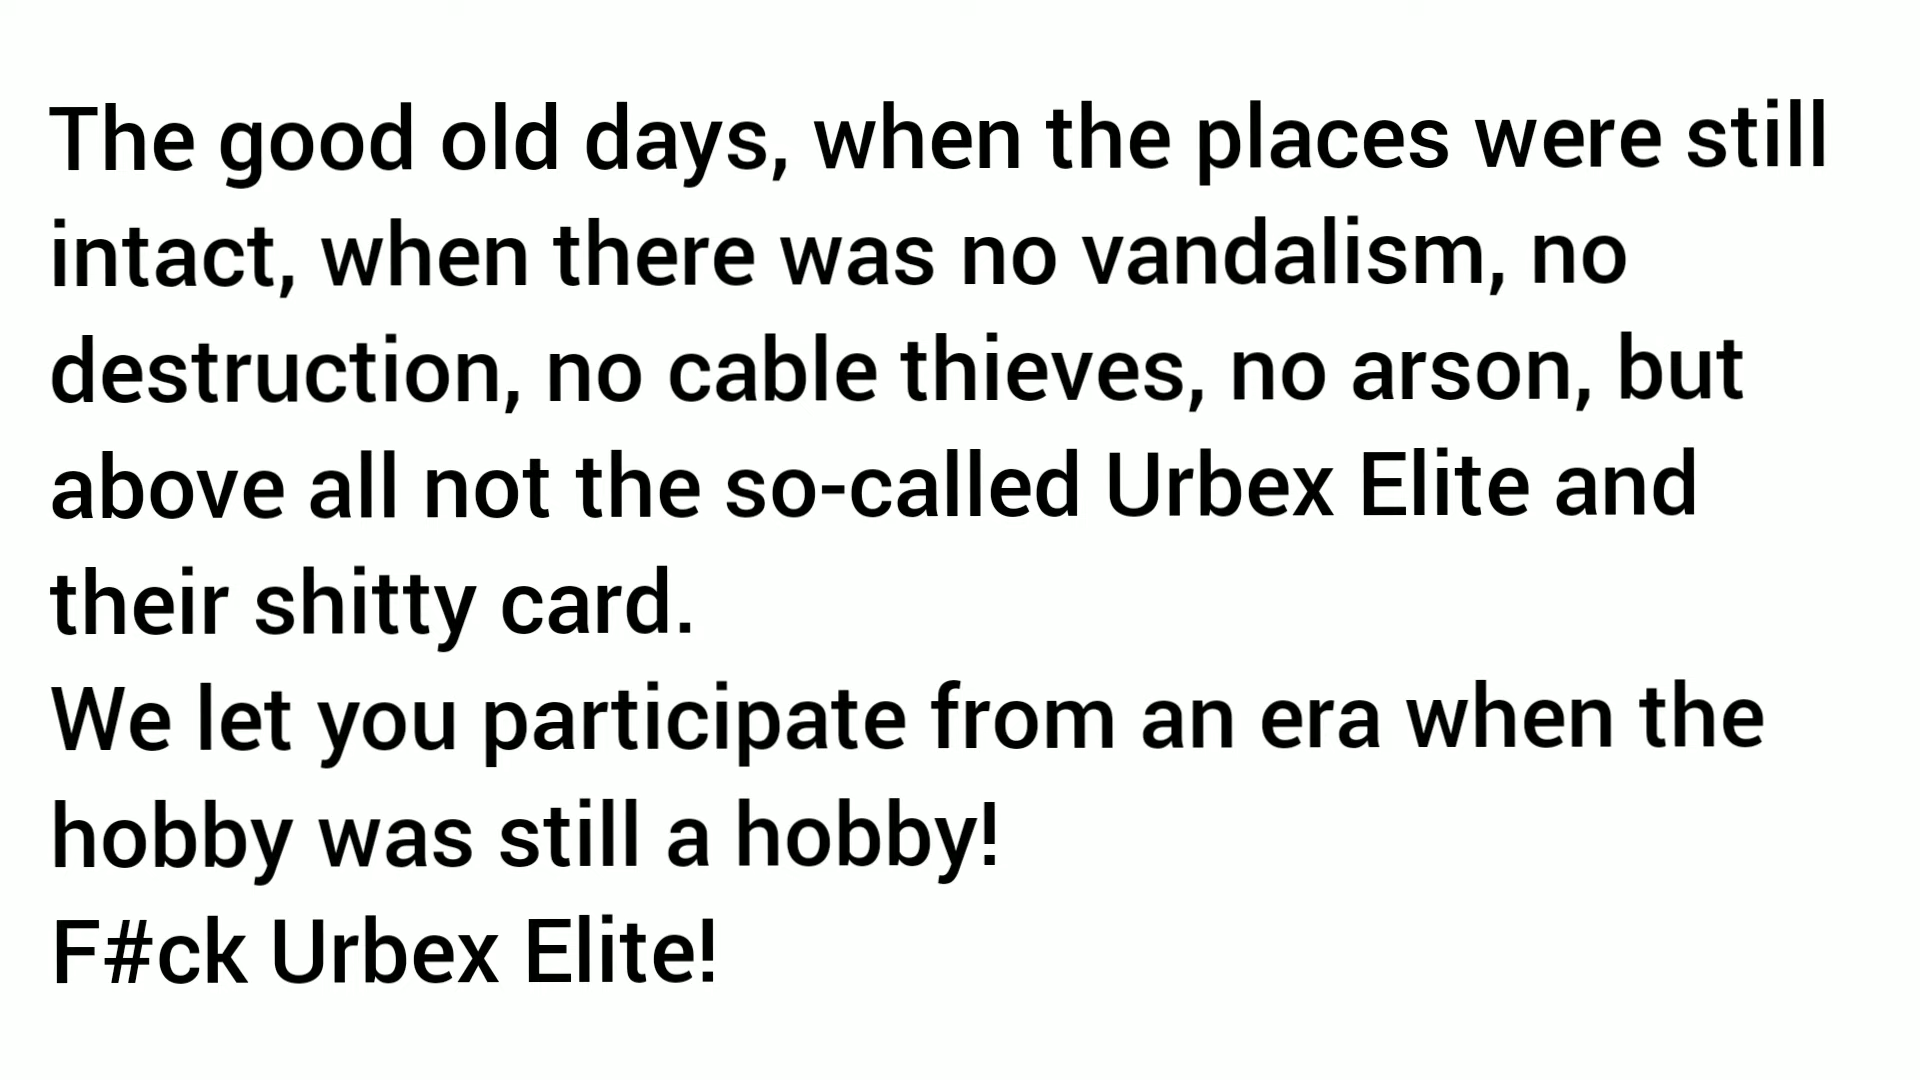 The good old days, when the places were still
intact, when there was no vandalism, no
destruction, no cable thieves, no arson, but
above all not the so-called Urbex Elite and
their shitty card.
We let you participate from an era when the
hobby was still a hobby!
F#ck Urbex Elite!